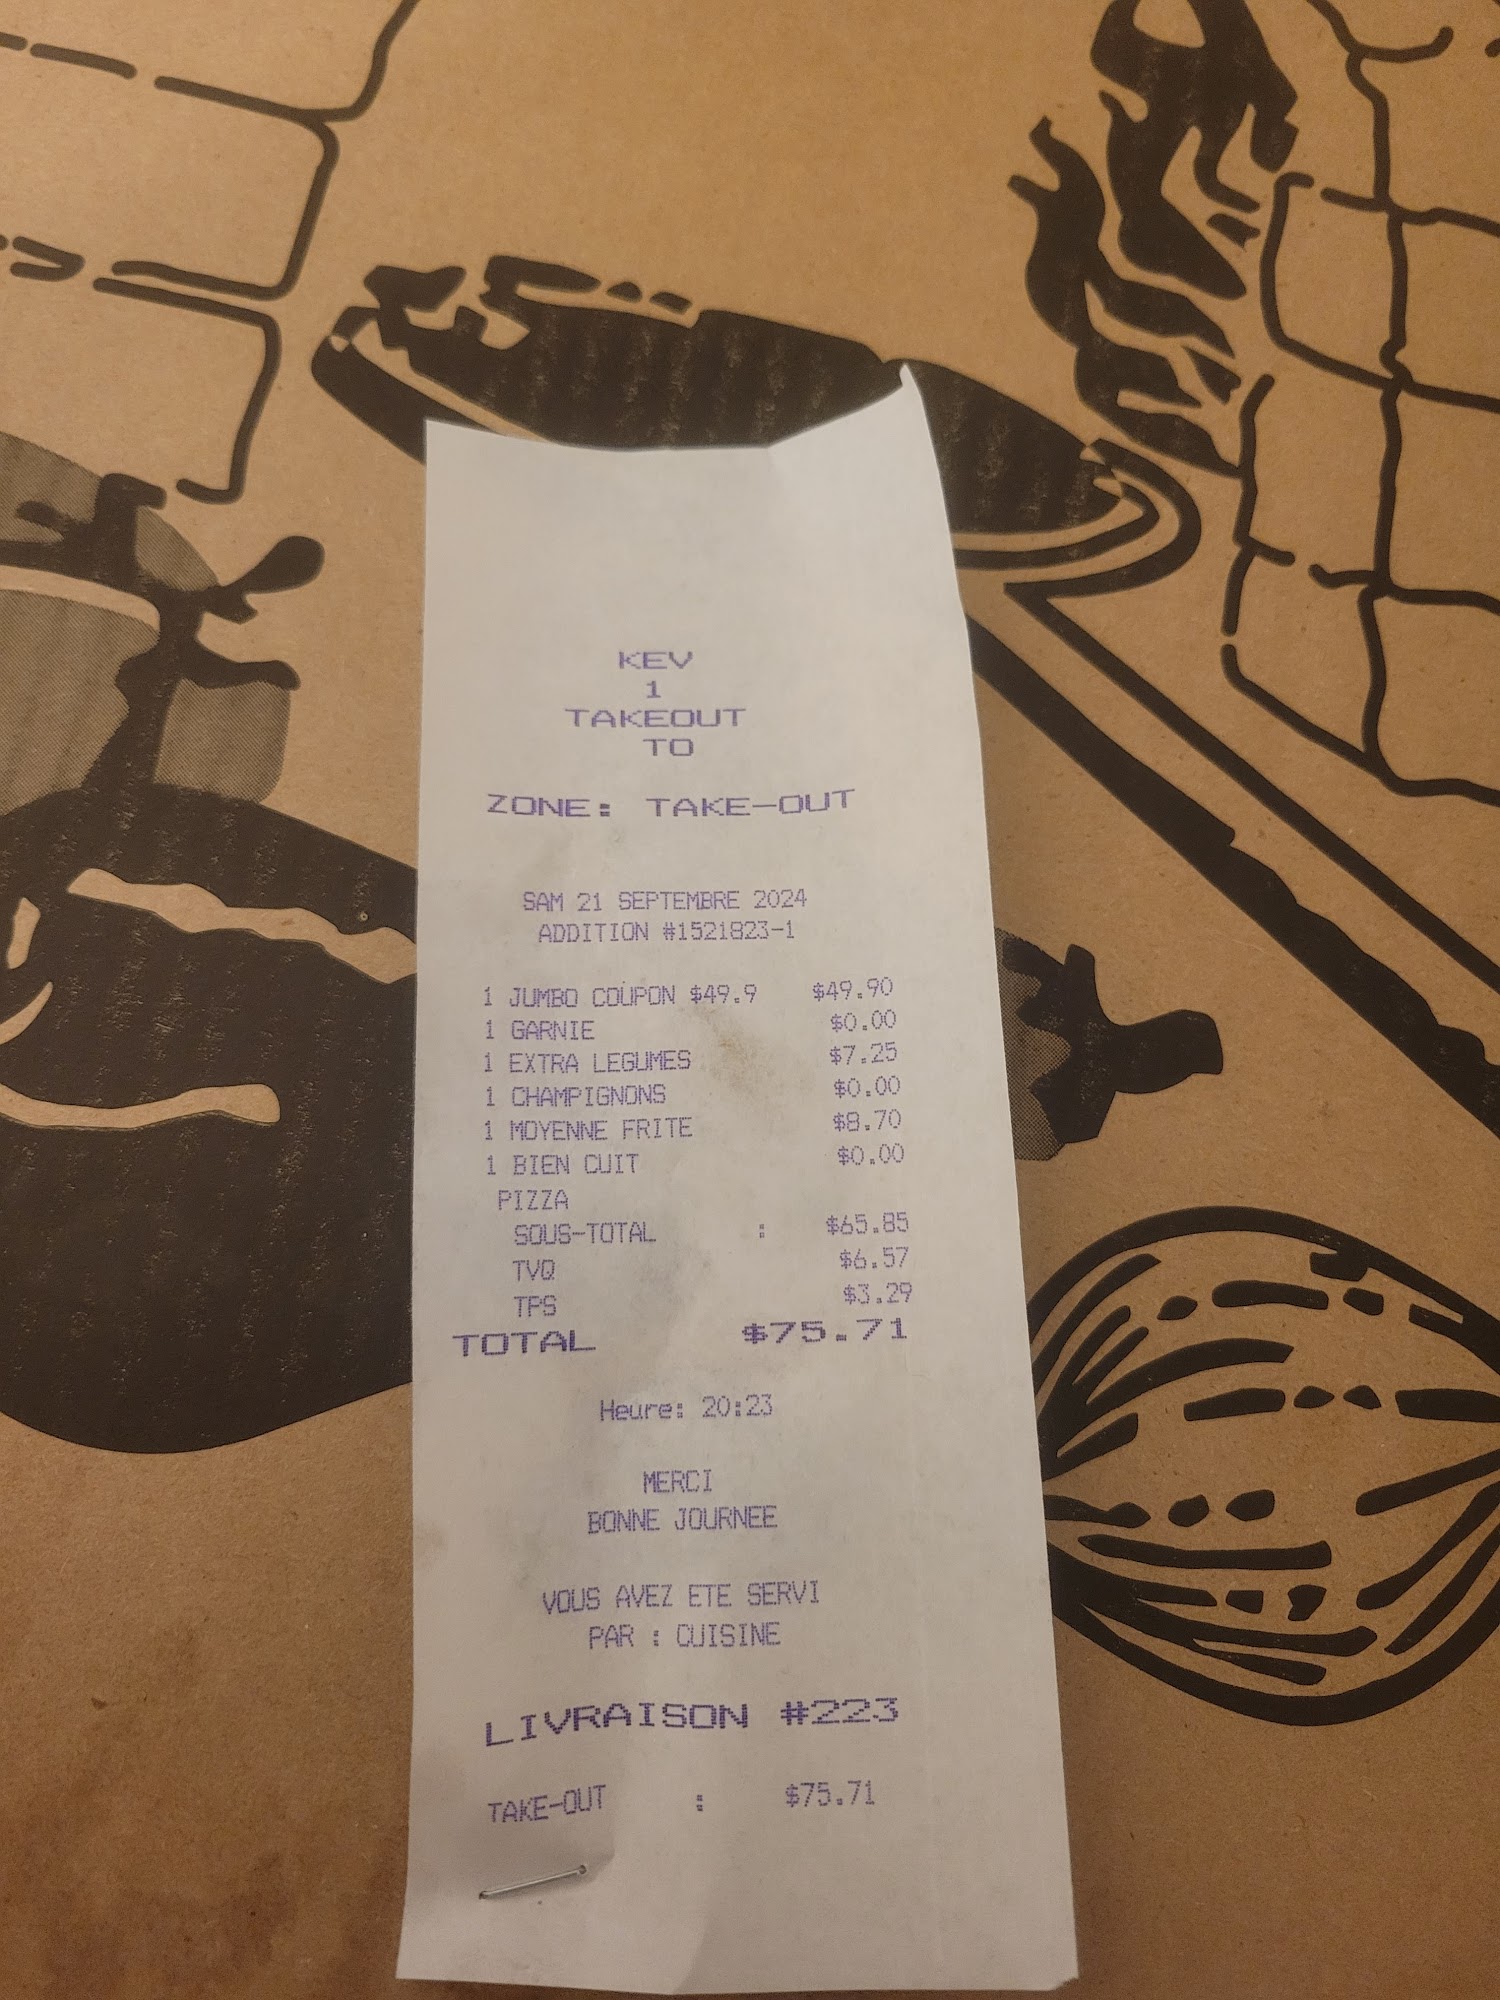 KEV
1
TAKEOUT
TO
ZONE: TAKE-OUT
SAM 21 SEPTEMBRE 2024
ADDITION #1521823-1
1 JUMBO COUPON $49.9 $49.90
1 GARNIE $0.00
1 EXTRA LEGUMES $7.25
1 CHAMPIGNONS $0.00
1 MOYENNE FRITE $8.70
1 BIEN CUIT $0.00
PIZZA
SOUS-TOTAL : $65.85
TVQ $6.57
TPS $3.29
TOTAL $75.71
Heure: 20:23
MERCI
BONNE JOURNEE
VOUS AVEZ ETE SERVI
PAR : CUISINE
LIVRAISON #223
TAKE-OUT : $75.71